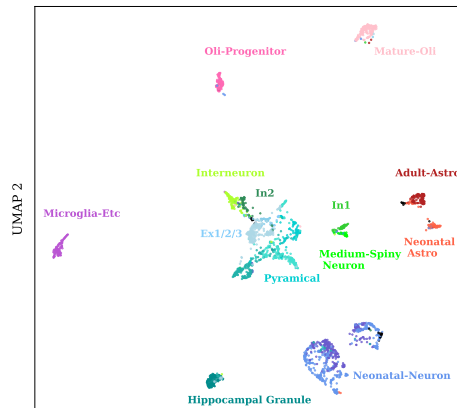 Oli-Progenitor
Mature-Oli
Interneuron
In2
Adult-Astro
Microglia-Etc
In1
Ex1/2/3
Neonatal
Astro
Medium-Spiny
Neuron
Pyramical
Neonatal-Neuron
Hippocampal Granule
UMAP 2